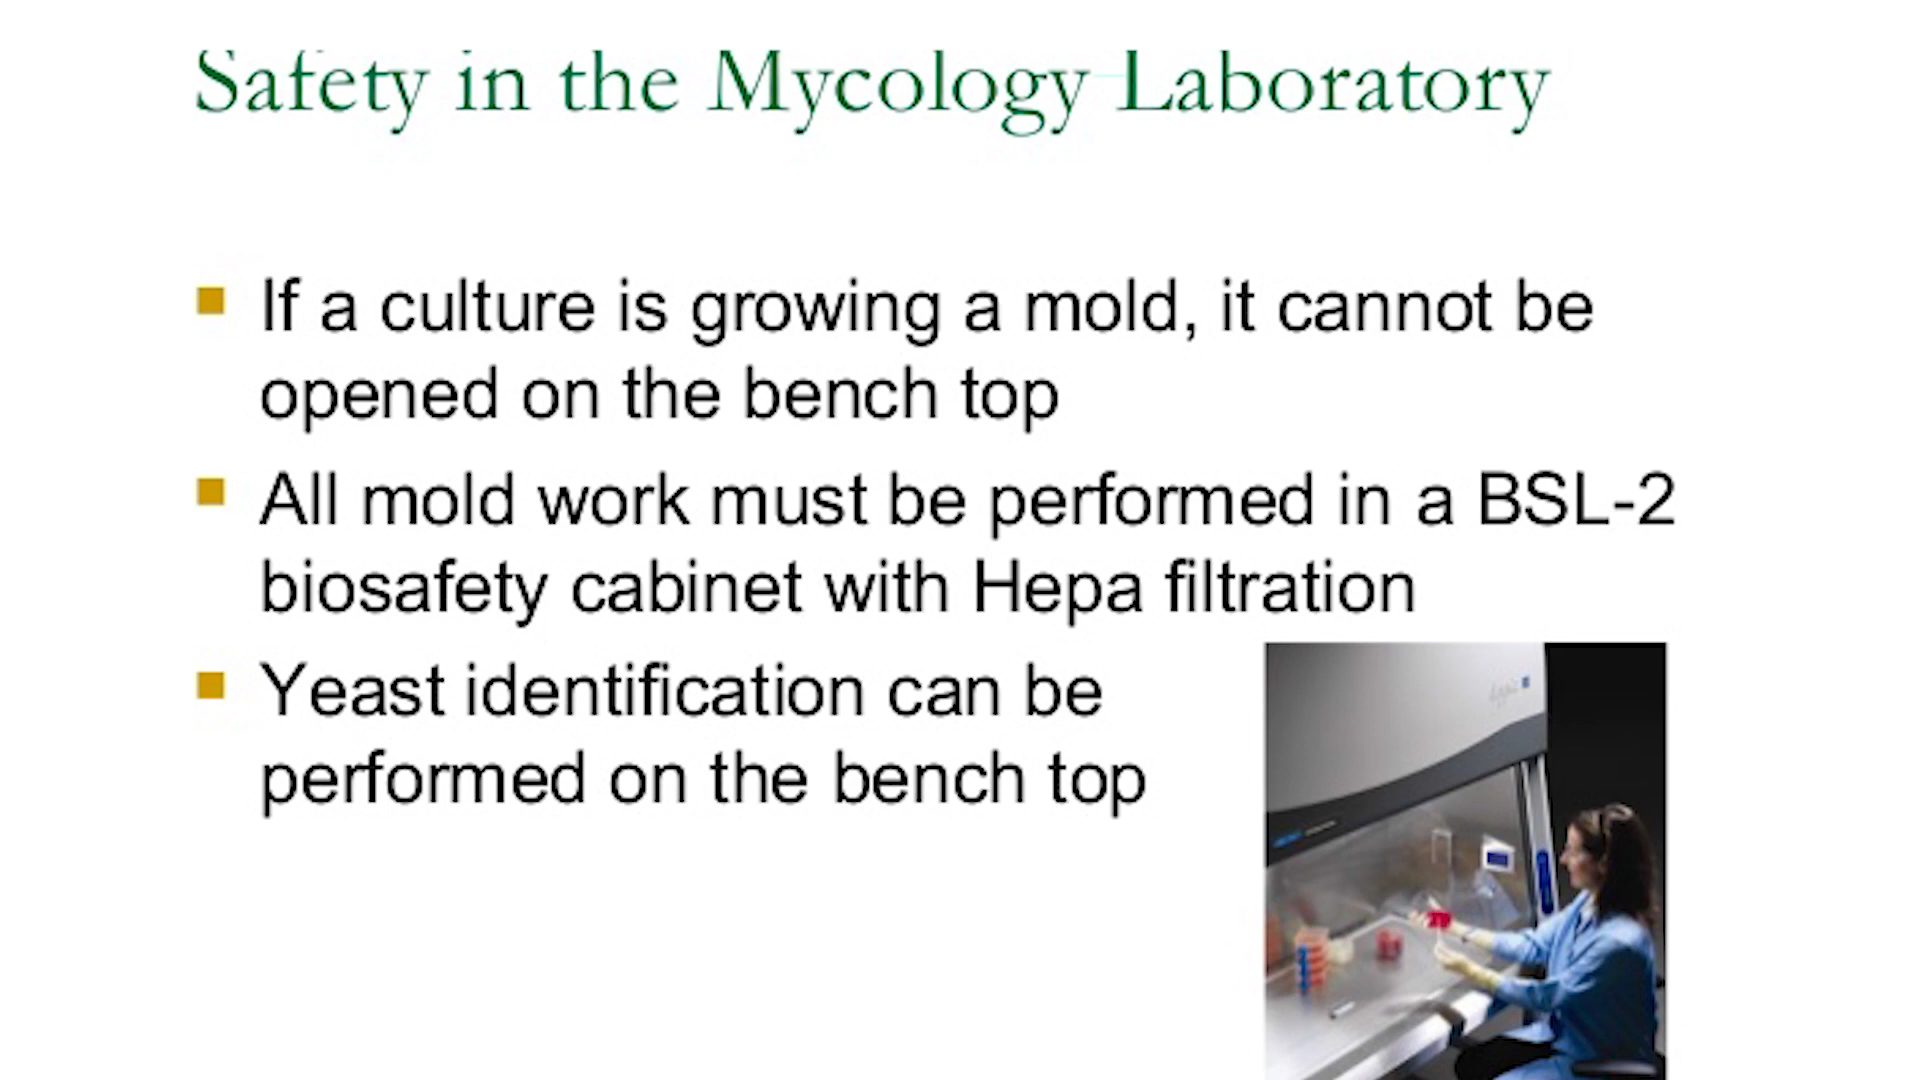 Safety in the Mycology Laboratory
If a culture is growing a mold, it cannot be
opened on the bench top
All mold work must be performed in a BSL-2
biosafety cabinet with Hepa filtration
Yeast identification can be
performed on the bench top